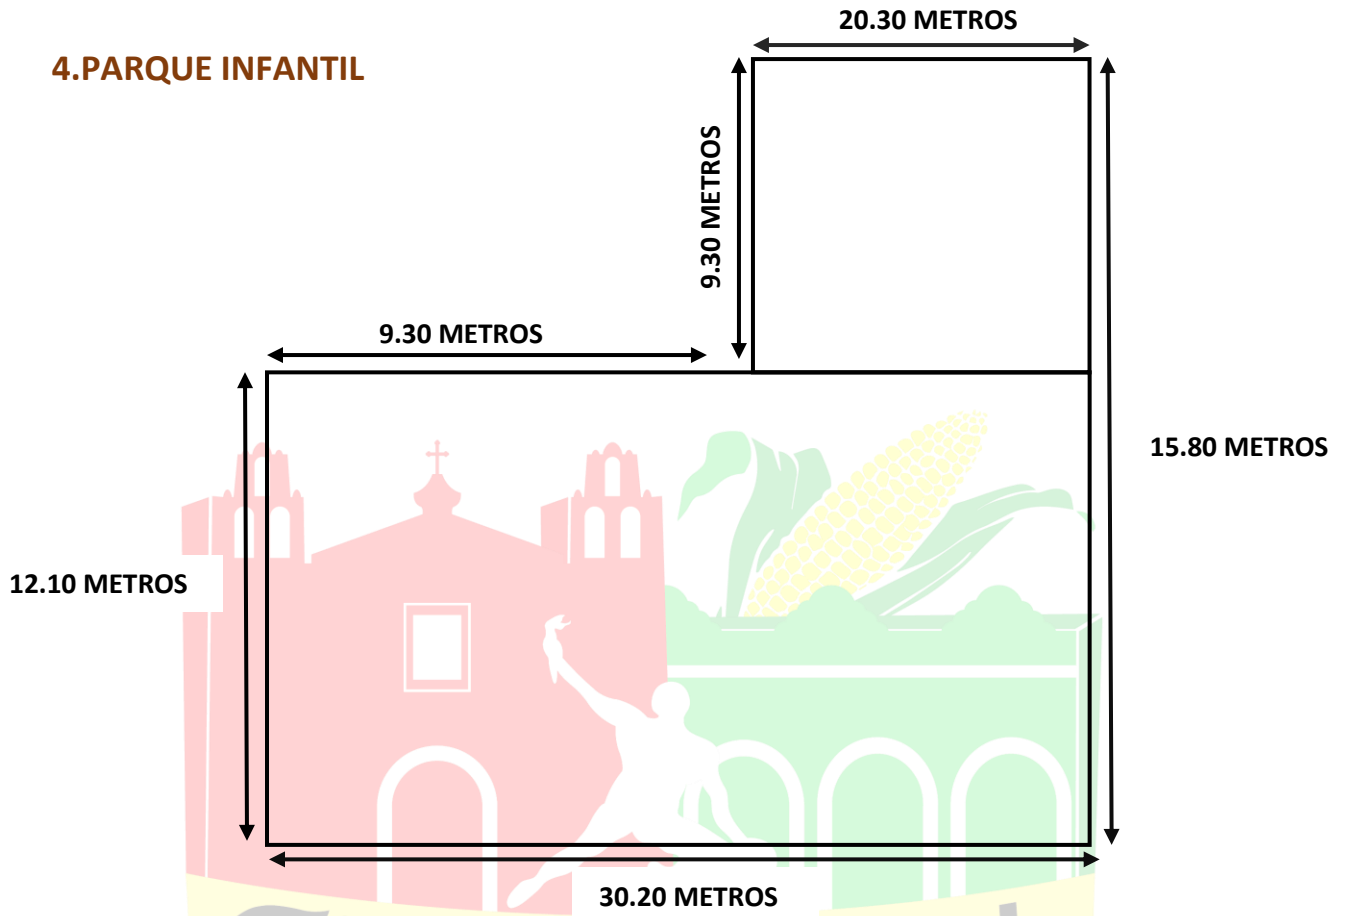 20.30 METROS
4.PARQUE INFANTIL
9.30 METROS
9.30 METROS
15.80 METROS
12.10 METROS
30.20 METROS